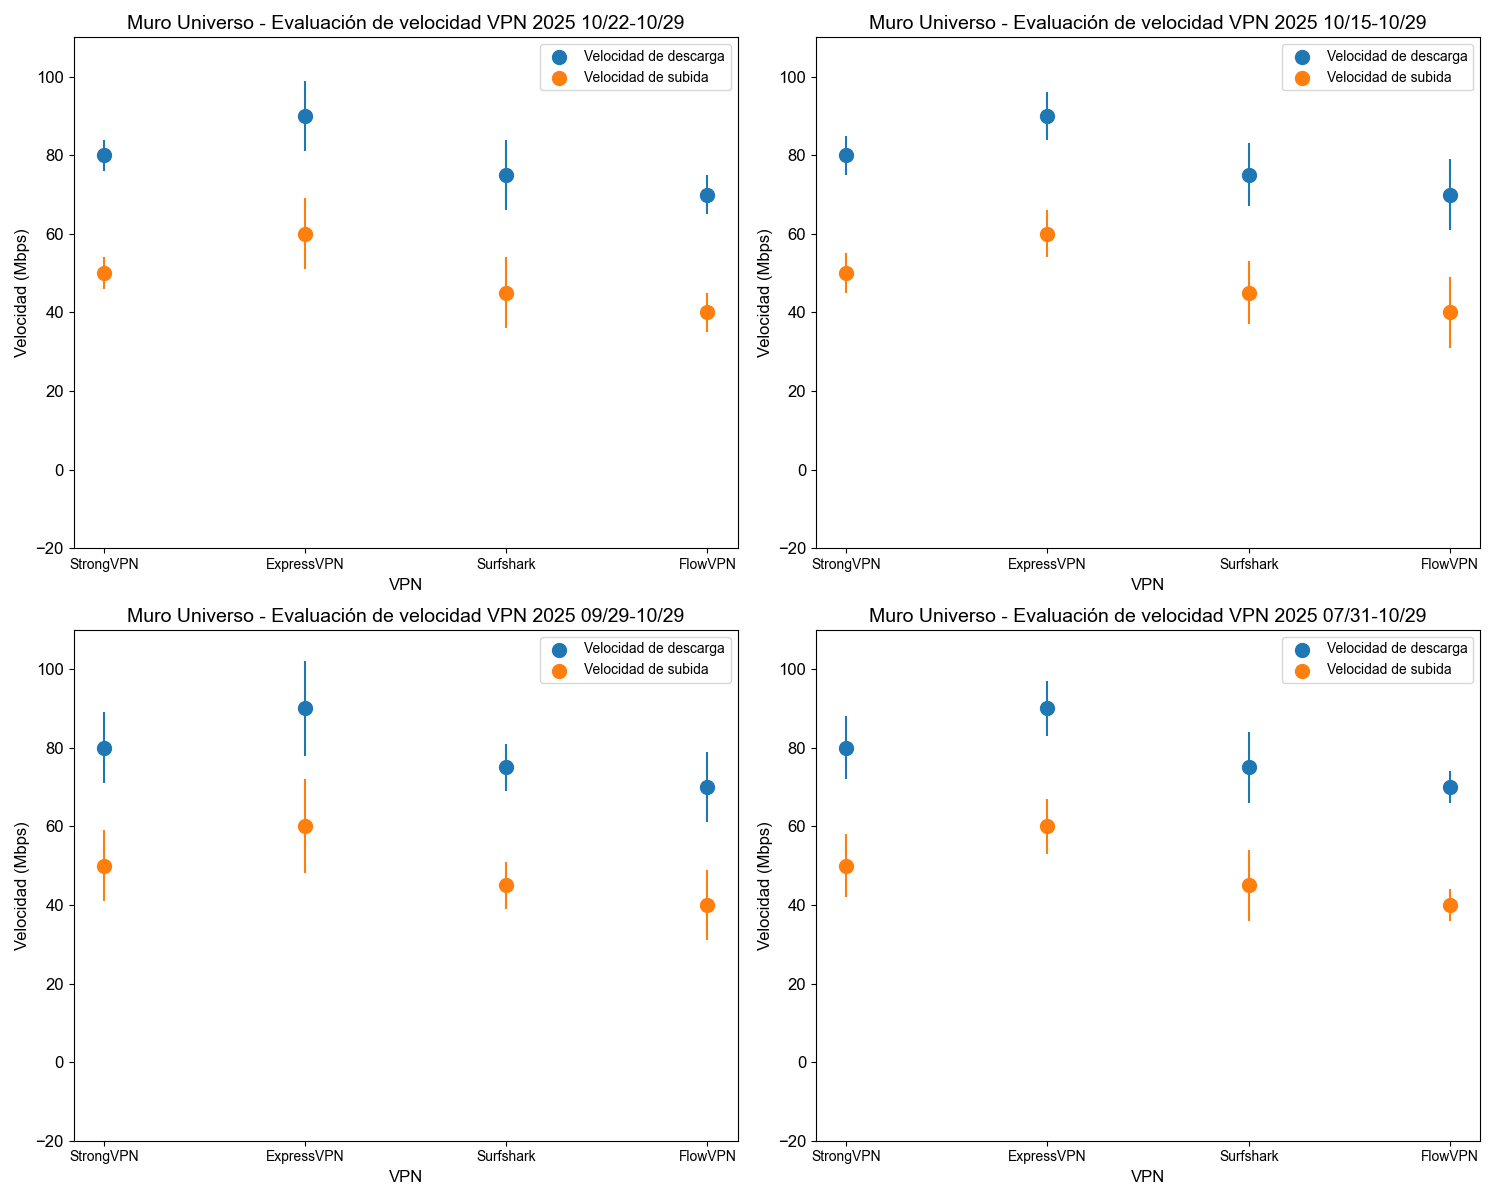 Muro Universo - Evaluación de velocidad VPN 2025 10/22-10/29
Velocidad de descarga
Velocidad de subida
100
80
60
40
20
0
−20
Velocidad (Mbps)
StrongVPN ExpressVPN Surfshark FlowVPN
VPN
Muro Universo - Evaluación de velocidad VPN 2025 10/15-10/29
Velocidad de descarga
Velocidad de subida
100
80
60
40
20
0
−20
Velocidad (Mbps)
StrongVPN ExpressVPN Surfshark FlowVPN
VPN
Muro Universo - Evaluación de velocidad VPN 2025 09/29-10/29
Velocidad de descarga
Velocidad de subida
100
80
60
40
20
0
−20
Velocidad (Mbps)
StrongVPN ExpressVPN Surfshark FlowVPN
VPN
Muro Universo - Evaluación de velocidad VPN 2025 07/31-10/29
Velocidad de descarga
Velocidad de subida
100
80
60
40
20
0
−20
Velocidad (Mbps)
StrongVPN ExpressVPN Surfshark FlowVPN
VPN